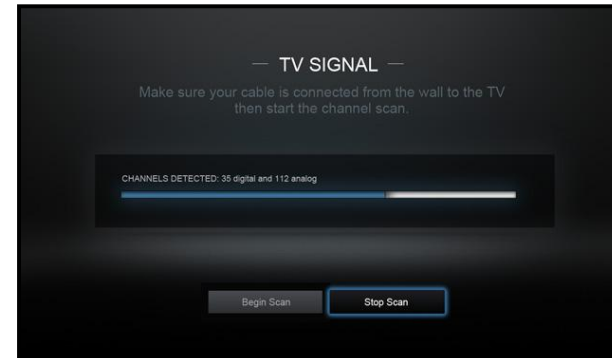 — TV SIGNAL —
Make sure your cable is connected from the wall to the TV
then start the channel scan.
CHANNELS DETECTED: 35 digital and 112 analog
Begin Scan Stop Scan